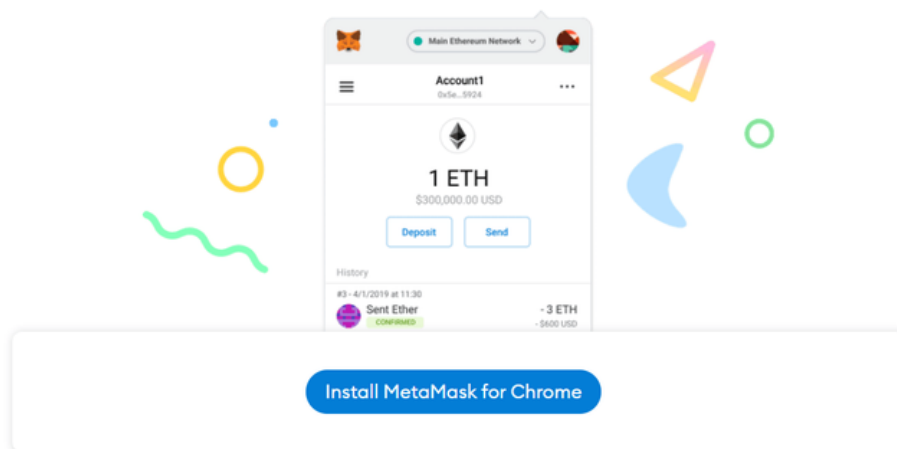 Main Ethereum Network
Account1
0x5e...5924
1 ETH
$300,000.00 USD
Deposit Send
History
#3 - 4/1/2019 at 11:30
Sent Ether - 3 ETH
CONFIRMED - $600 USD
Install MetaMask for Chrome